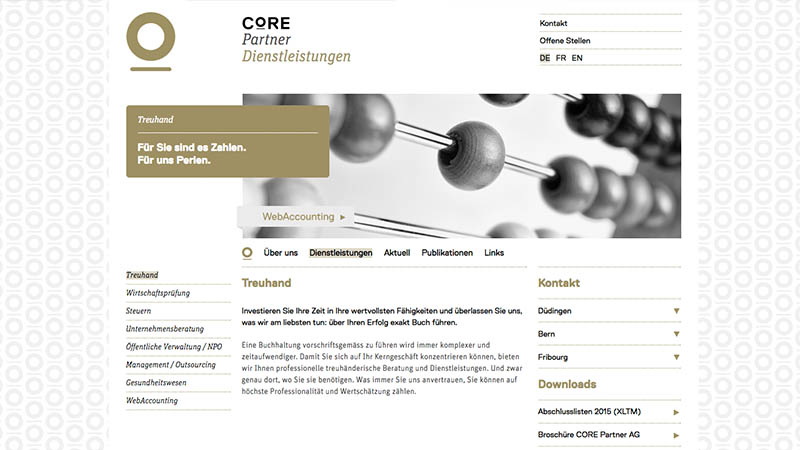 CORE
Partner
Dienstleistungen
Kontakt
Offene Stellen
DE FR EN
Treuhand
Für Sie sind es Zahlen.
Für uns Perlen.
WebAccounting
Über uns Dienstleistungen Aktuell Publikationen Links
Treuhand
Wirtschaftsprüfung
Steuern
Unternehmensberatung
Öffentliche Verwaltung / NPO
Management / Outsourcing
Gesundheitswesen
WebAccounting
Treuhand
Investieren Sie Ihre Zeit in Ihre wertvollsten Fähigkeiten und überlassen Sie uns,
was wir am liebsten tun: über Ihren Erfolg exakt Buch führen.
Eine Buchhaltung vorschriftsgemäss zu führen wird immer komplexer und
zeitaufwendiger. Damit Sie sich auf Ihr Kerngeschäft konzentrieren können, bieten
wir Ihnen professionelle treuhänderische Beratung und Dienstleistungen. Und zwar
genau dort, wo Sie sie benötigen. Was immer Sie uns anvertrauen, Sie können auf
höchste Professionalität und Wertschätzung zählen.
Kontakt
Düdingen
Bern
Fribourg
Downloads
Abschlusslisten 2015 (XLTM)
Broschüre CORE Partner AG